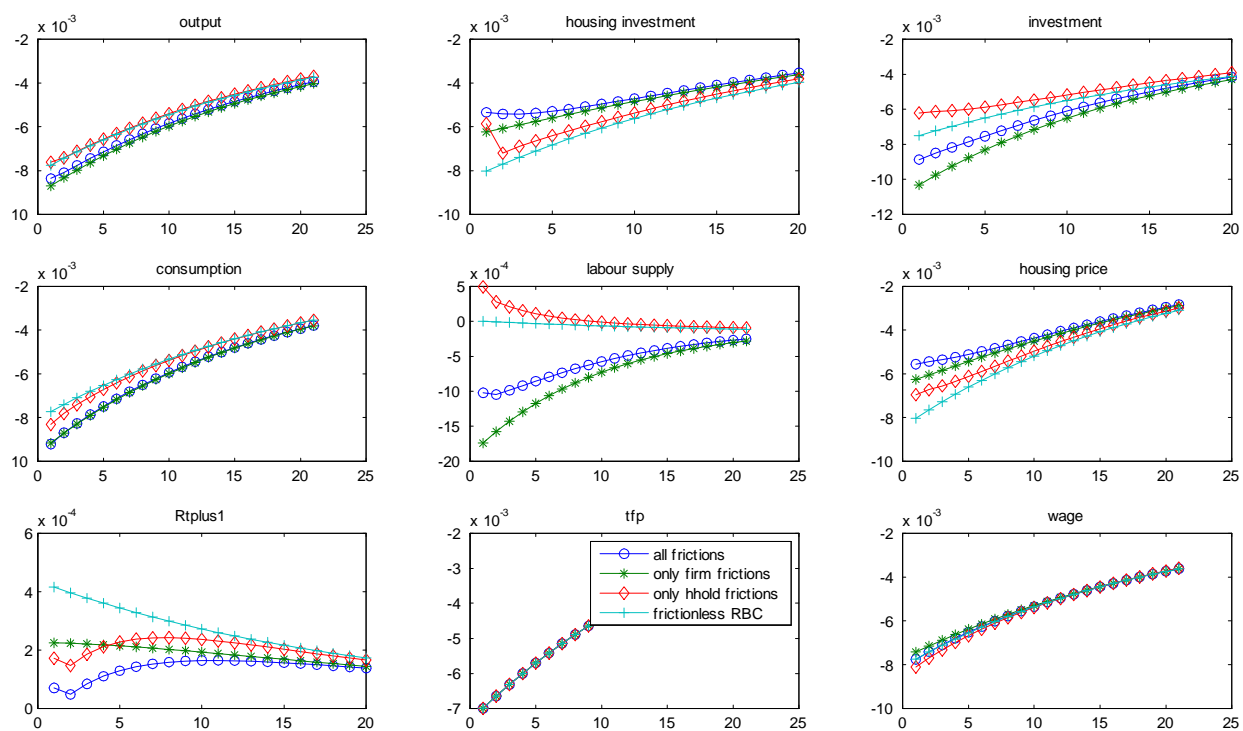 x 10-3 output
-2
-4
-6
-8
10
0 5 10 15 20 25
x 10-3 housing investment
-2
-4
-6
-8
-10
0 5 10 15 20
x 10-3 investment
-2
-4
-6
-8
-10
-12
0 5 10 15 20
x 10-3 consumption
-2
-4
-6
-8
10
0 5 10 15 20 25
x 10-4 labour supply
5
0
-5
-10
-15
-20
0 5 10 15 20 25
x 10-3 housing price
-2
-4
-6
-8
-10
0 5 10 15 20 25
x 10-4 Rtplus1
6
4
2
0
0 5 10 15 20
x 10-3 tfp
-2
-3
-4
-5
-6
-7
0 5 10 15 20 25
all frictions
only firm frictions
only hhold frictions
frictionless RBC
x 10-3 wage
-2
-4
-6
-8
-10
0 5 10 15 20 25